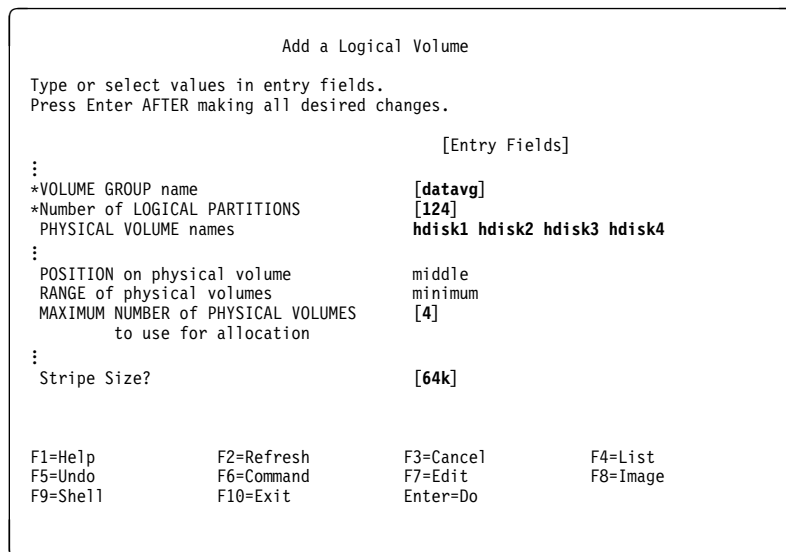 Add a Logical Volume
Type or select values in entry fields.
Press Enter AFTER making all desired changes.
[Entry Fields]
⋮
*VOLUME GROUP name [datavg]
*Number of LOGICAL PARTITIONS [124]
PHYSICAL VOLUME names hdisk1 hdisk2 hdisk3 hdisk4
⋮
POSITION on physical volume middle
RANGE of physical volumes minimum
MAXIMUM NUMBER of PHYSICAL VOLUMES [4]
to use for allocation
⋮
Stripe Size? [64k]
F1=Help F2=Refresh F3=Cancel F4=List
F5=Undo F6=Command F7=Edit F8=Image
F9=Shell F10=Exit Enter=Do